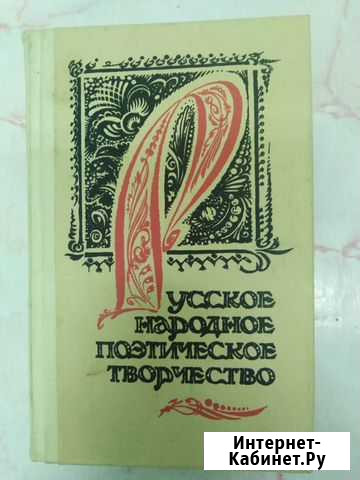 Русское
народное
поэтическое
творчество
Интернет-
Кабинет.Ру